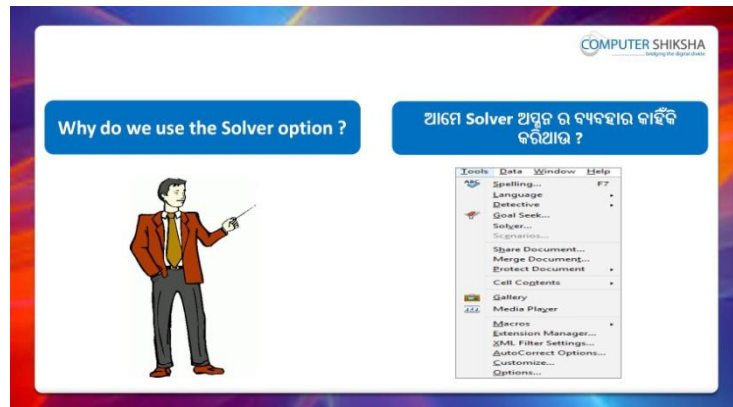 COMPUTER SHIKSHA
bridging the digital divide
Why do we use the Solver option ?
ଆମେ Solver ଅପ୍ସନ ର ବ୍ୟବହାର କାହିଁକି
କରିଥାଉ ?
Tools Data Window Help
Spelling... F7
Language
Detective
Goal Seek...
Solver...
Scenarios...
Share Document...
Merge Document...
Protect Document
Cell Contents
Gallery
Media Player
Macros
Extension Manager...
XML Filter Settings...
AutoCorrect Options...
Customize...
Options...